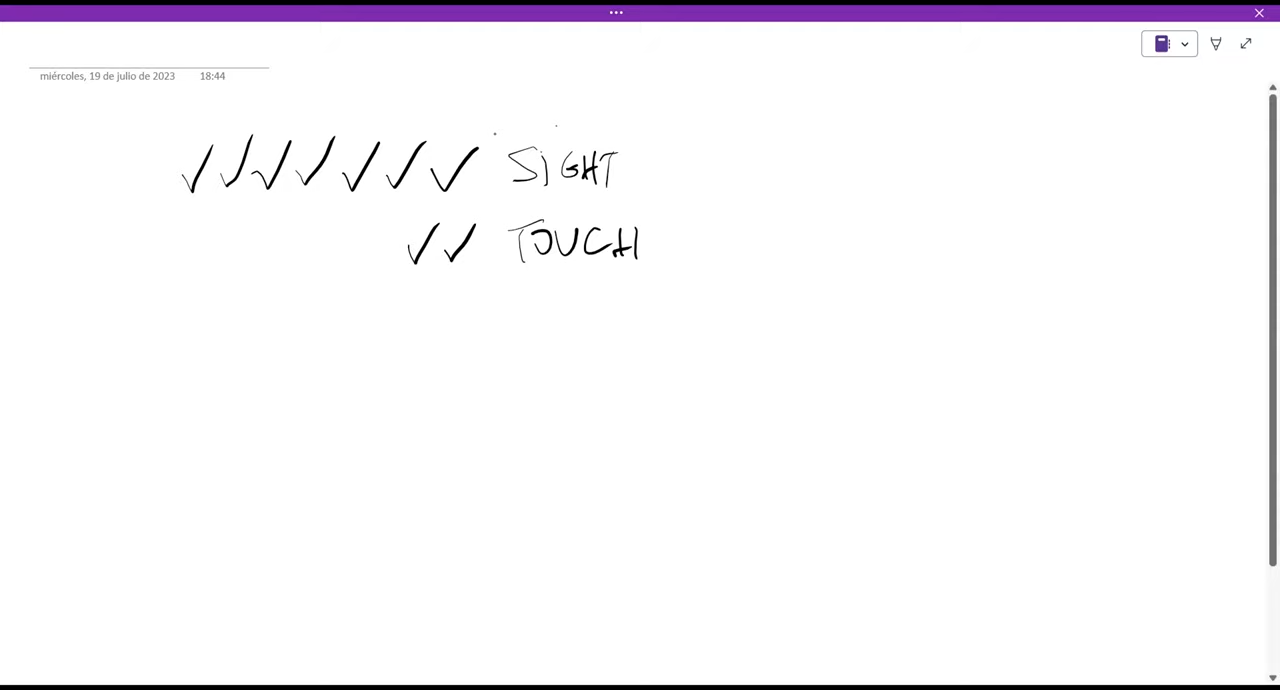 miércoles, 19 de julio de 2023 18:44
✓ ✓ ✓ ✓ ✓ ✓ ✓ SIGHT
✓ ✓ TOUCH